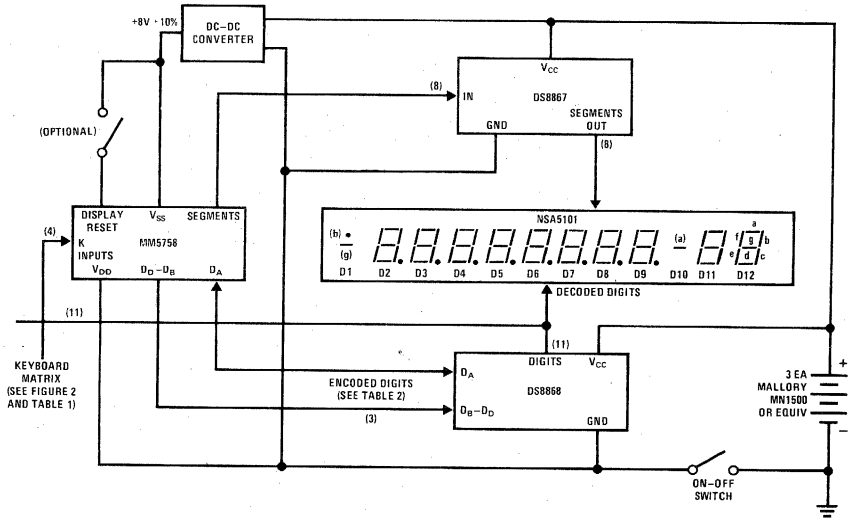 +8V +10%
DC–DC
CONVERTER
VCC
(8)
IN
DS8867
GND
SEGMENTS
OUT
(8)
(OPTIONAL)
DISPLAY
RESET
VSS
SEGMENTS
MM5758
(4)
K
INPUTS
VDD
DD–DB
DA
NSA5101
(b)
(g)
(a)
a
f
g
b
e
d
c
D1
D2
D3
D4
D5
D6
D7
D8
D9
D10
D11
D12
DECODED DIGITS
(11)
(11)
DIGITS
VCC
DA
DS8868
DB–DD
GND
KEYBOARD
MATRIX
(SEE FIGURE 2
AND TABLE 1)
ENCODED DIGITS
(SEE TABLE 2)
(3)
+
3 EA
MALLORY
MN1500
OR EQUIV
–
ON–OFF
SWITCH